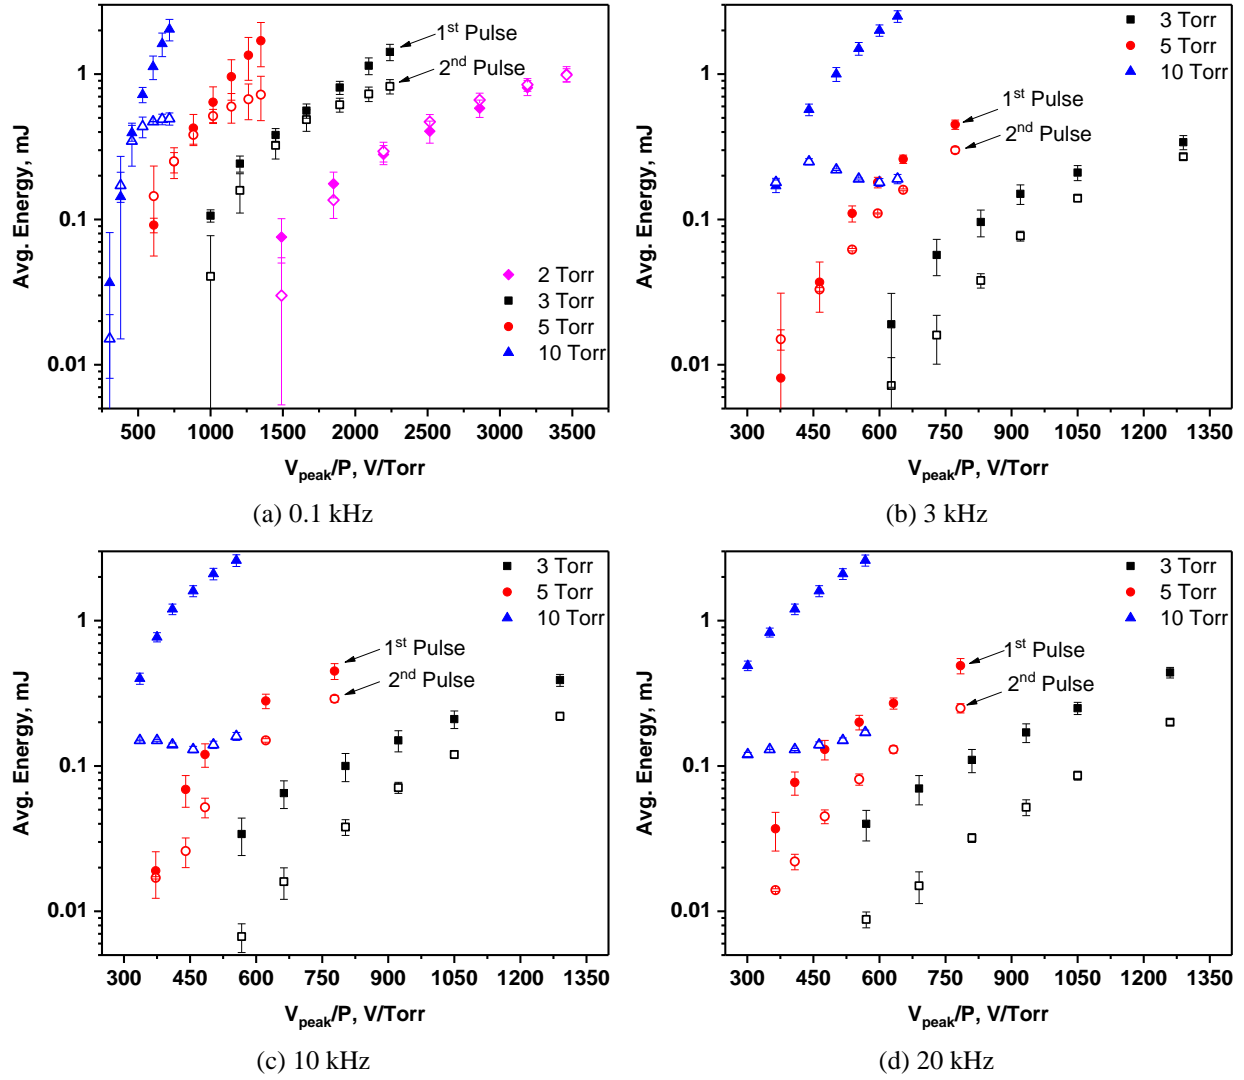 1st Pulse
2nd Pulse
2 Torr
3 Torr
5 Torr
10 Torr
1
0.1
0.01
Avg. Energy, mJ
500 1000 1500 2000 2500 3000 3500
Vpeak/P, V/Torr
(a) 0.1 kHz
3 Torr
5 Torr
10 Torr
1st Pulse
2nd Pulse
1
0.1
0.01
Avg. Energy, mJ
300 450 600 750 900 1050 1200 1350
Vpeak/P, V/Torr
(b) 3 kHz
3 Torr
5 Torr
10 Torr
1st Pulse
2nd Pulse
1
0.1
0.01
Avg. Energy, mJ
300 450 600 750 900 1050 1200 1350
Vpeak/P, V/Torr
(c) 10 kHz
3 Torr
5 Torr
10 Torr
1st Pulse
2nd Pulse
1
0.1
0.01
Avg. Energy, mJ
300 450 600 750 900 1050 1200 1350
Vpeak/P, V/Torr
(d) 20 kHz